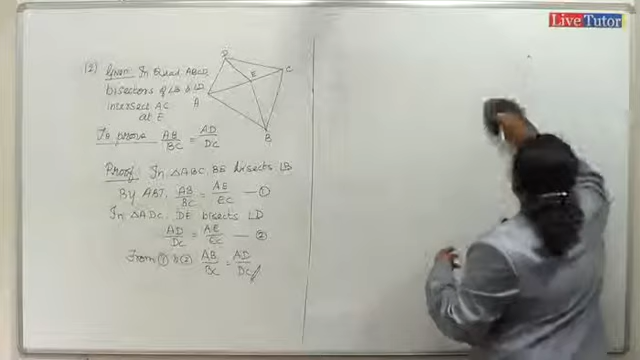 Live Tutor
(2) Given: In Quad ABCD
bisectors of ∠B & ∠D
intersect AC
at E
D
E
C
A
B
To prove AB/BC = AD/DC
Proof: In △ABC, BE bisects ∠B
By ABT, AB/BC = AE/EC — ①
In △ADC, DE bisects ∠D
AD/DC = AE/EC — ②
From ① & ② AB/BC = AD/DC